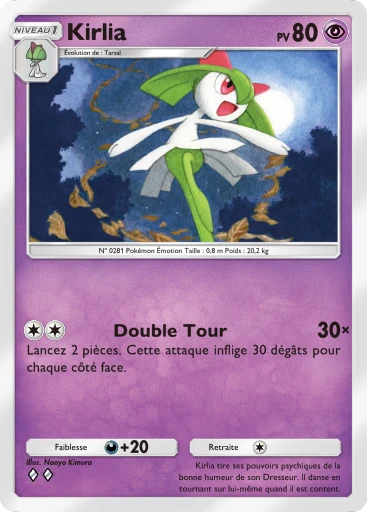 NIVEAU 1
Kirlia
PV 80
Évolution de : Tarsal
N° 0281 Pokémon Émotion Taille : 0,8 m Poids : 20,2 kg
Double Tour 30×
Lancez 2 pièces. Cette attaque inflige 30 dégâts pour
chaque côté face.
Faiblesse +20 Retraite
Illus. Naoyo Kimura
Kirlia tire ses pouvoirs psychiques de la
bonne humeur de son Dresseur. Il danse en
tournant sur lui-même quand il est content.